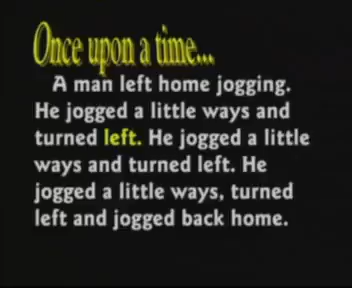 Once upon a time...
A man left home jogging.
He jogged a little ways and
turned left. He jogged a little
ways and turned left. He
jogged a little ways, turned
left and jogged back home.